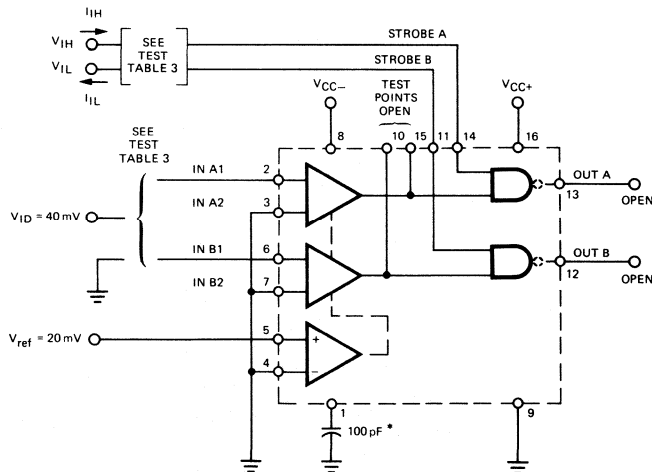 IIH
VIH
VIL
IIL
SEE
TEST
TABLE 3
STROBE A
STROBE B
VCC–
TEST
POINTS
OPEN
VCC+
8
10
15
11
14
16
SEE
TEST
TABLE 3
IN A1
2
IN A2
3
OUT A
13
OPEN
VID = 40 mV
IN B1
6
IN B2
7
OUT B
12
OPEN
Vref = 20 mV
5
+
4
–
1
100 pF *
9